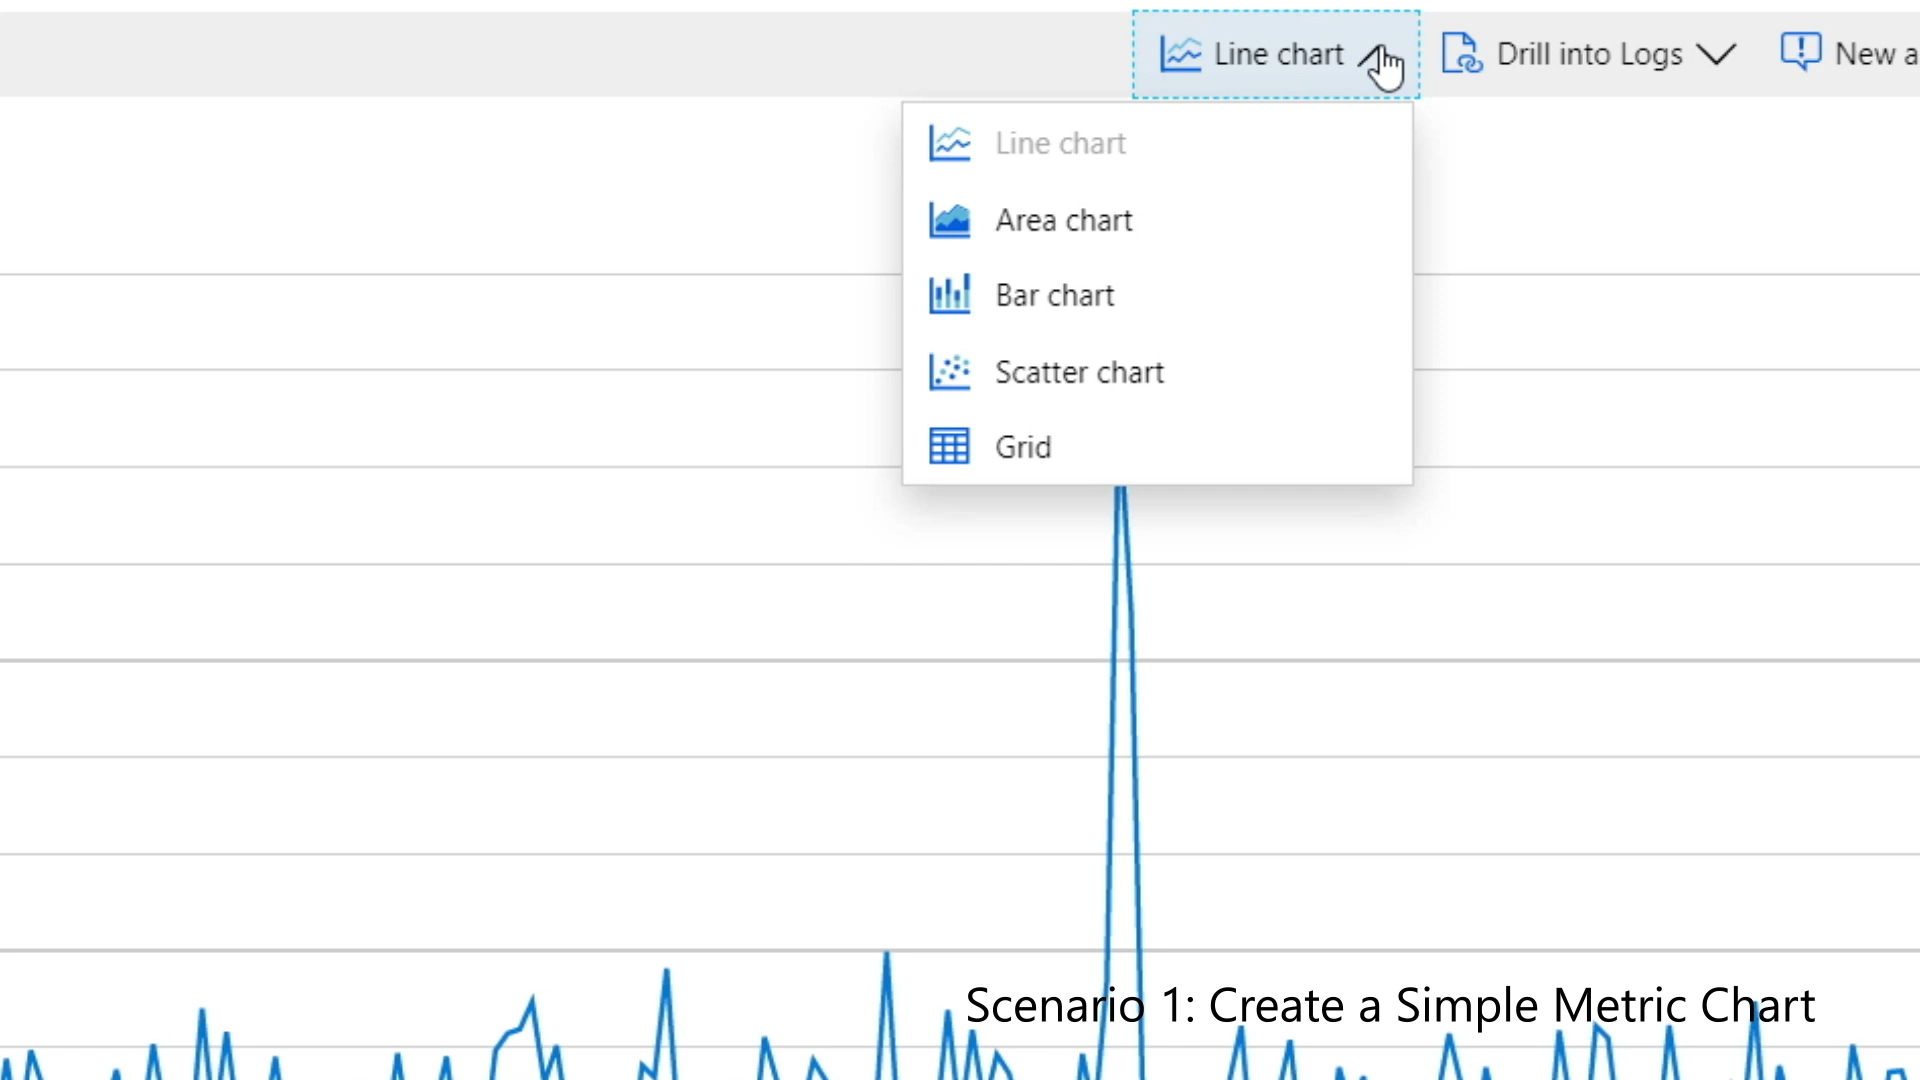 Line chart
Drill into Logs
New a
Line chart
Area chart
Bar chart
Scatter chart
Grid
Scenario 1: Create a Simple Metric Chart